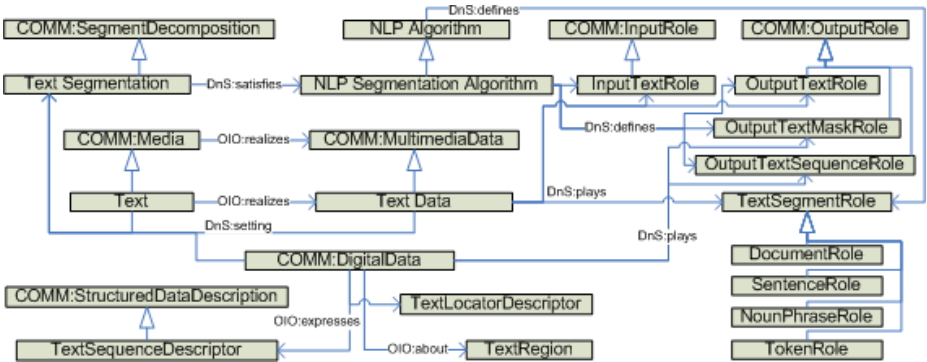 DnS:defines
COMM:SegmentDecomposition
NLP Algorithm
COMM:InputRole
COMM:OutputRole
Text Segmentation
DnS:satisfies
NLP Segmentation Algorithm
InputTextRole
OutputTextRole
COMM:Media
OIO:realizes
COMM:MultimediaData
DnS:defines
OutputTextMaskRole
OutputTextSequenceRole
Text
OIO:realizes
Text Data
DnS:plays
TextSegmentRole
DnS:setting
DnS:plays
COMM:DigitalData
DocumentRole
SentenceRole
COMM:StructuredDataDescription
TextLocatorDescriptor
OIO:expresses
NounPhraseRole
TextSequenceDescriptor
OIO:about
TextRegion
TokenRole